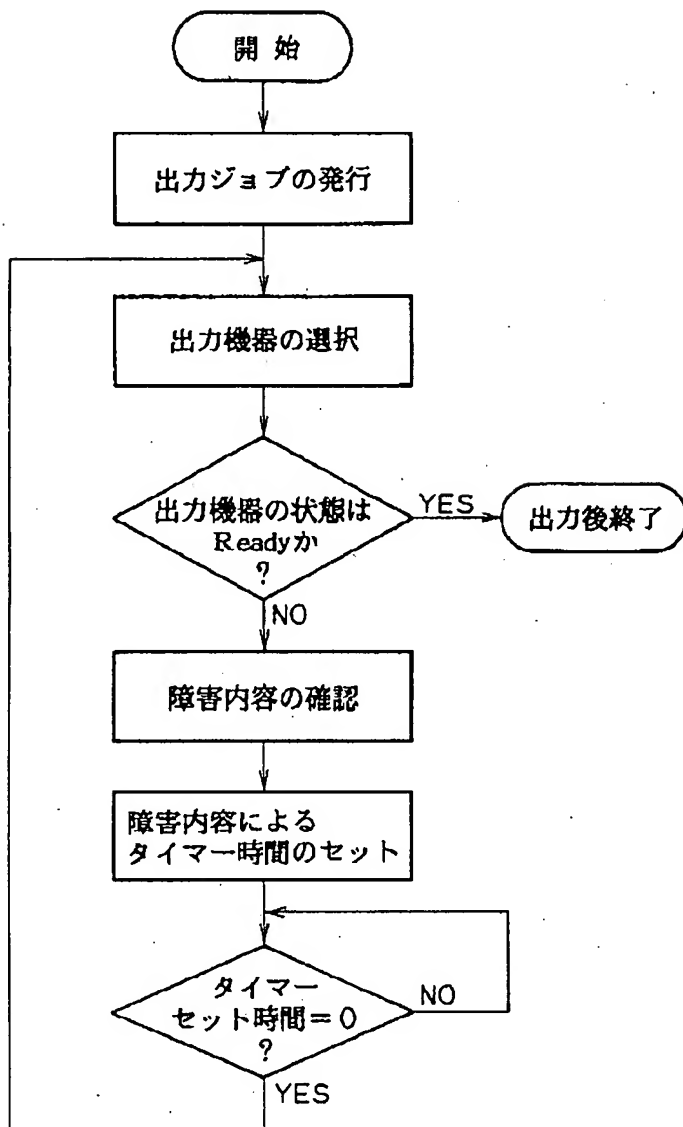 開始
出力ジョブの発行
出力機器の選択
出力機器の状態は
Readyか
?
YES
出力後終了
NO
障害内容の確認
障害内容による
タイマー時間のセット
タイマー
セット時間=0
?
NO
YES